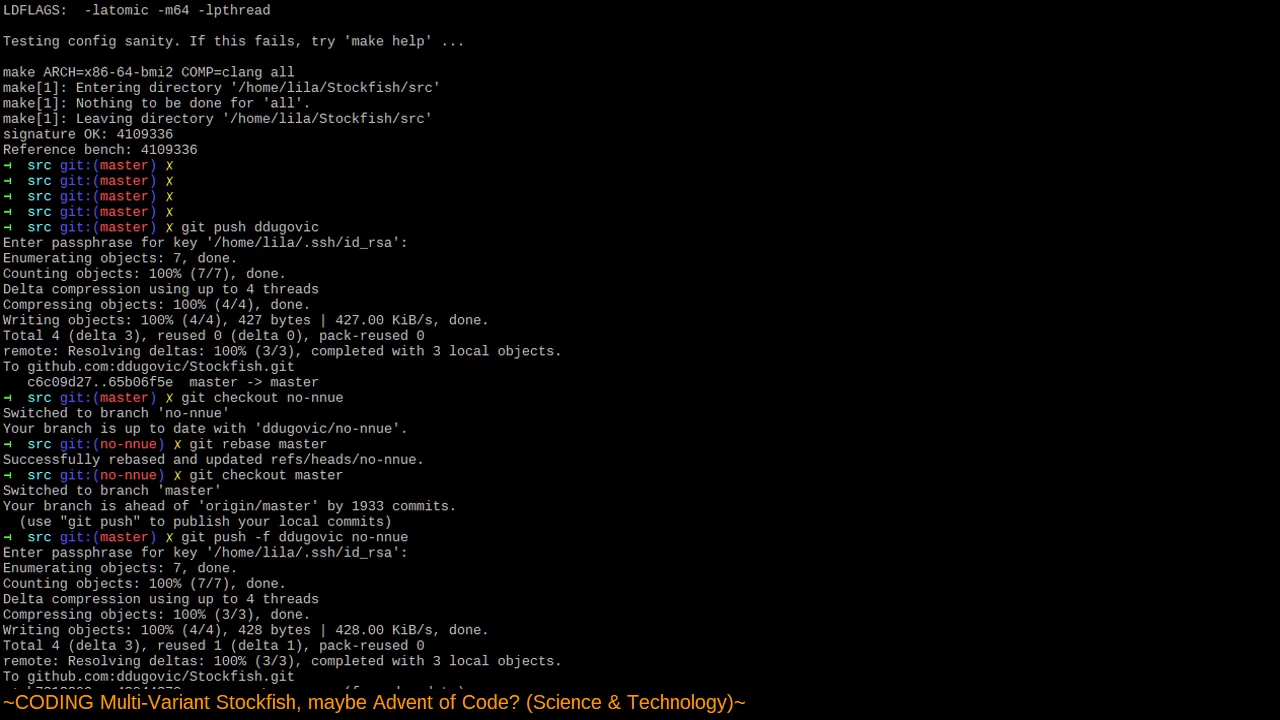 LDFLAGS:  -latomic -m64 -lpthread
Testing config sanity. If this fails, try 'make help' ...
make ARCH=x86-64-bmi2 COMP=clang all
make[1]: Entering directory '/home/lila/Stockfish/src'
make[1]: Nothing to be done for 'all'.
make[1]: Leaving directory '/home/lila/Stockfish/src'
signature OK: 4109336
Reference bench: 4109336
→  src git:(master) ✗
→  src git:(master) ✗
→  src git:(master) ✗
→  src git:(master) ✗
→  src git:(master) ✗ git push ddugovic
Enter passphrase for key '/home/lila/.ssh/id_rsa':
Enumerating objects: 7, done.
Counting objects: 100% (7/7), done.
Delta compression using up to 4 threads
Compressing objects: 100% (4/4), done.
Writing objects: 100% (4/4), 427 bytes | 427.00 KiB/s, done.
Total 4 (delta 3), reused 0 (delta 0), pack-reused 0
remote: Resolving deltas: 100% (3/3), completed with 3 local objects.
To github.com:ddugovic/Stockfish.git
   c6c09d27..65b06f5e  master -> master
→  src git:(master) ✗ git checkout no-nnue
Switched to branch 'no-nnue'
Your branch is up to date with 'ddugovic/no-nnue'.
→  src git:(no-nnue) ✗ git rebase master
Successfully rebased and updated refs/heads/no-nnue.
→  src git:(no-nnue) ✗ git checkout master
Switched to branch 'master'
Your branch is ahead of 'origin/master' by 1933 commits.
  (use "git push" to publish your local commits)
→  src git:(master) ✗ git push -f ddugovic no-nnue
Enter passphrase for key '/home/lila/.ssh/id_rsa':
Enumerating objects: 7, done.
Counting objects: 100% (7/7), done.
Delta compression using up to 4 threads
Compressing objects: 100% (3/3), done.
Writing objects: 100% (4/4), 428 bytes | 428.00 KiB/s, done.
Total 4 (delta 3), reused 1 (delta 1), pack-reused 0
remote: Resolving deltas: 100% (3/3), completed with 3 local objects.
To github.com:ddugovic/Stockfish.git
~CODING Multi-Variant Stockfish, maybe Advent of Code? (Science & Technology)~